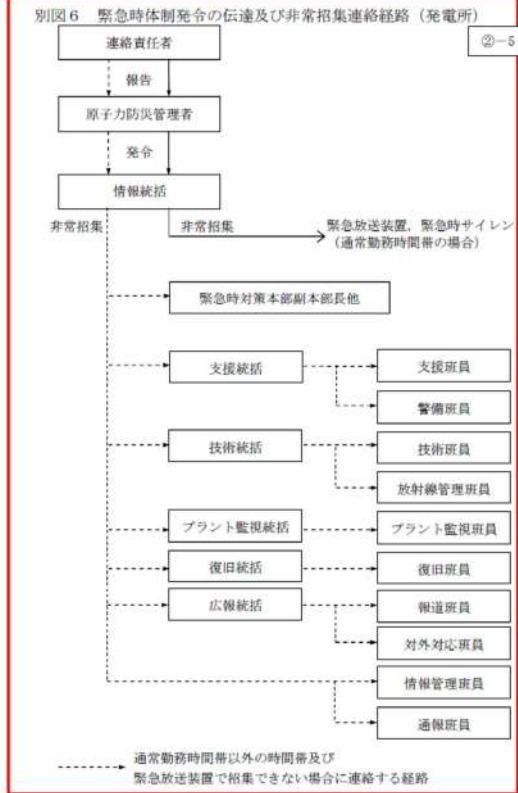 別図6 緊急時体制発令の伝達及び非常招集連絡経路（発電所）
②-5
連絡責任者
報告
原子力防災管理者
発令
情報統括
非常招集
非常招集
緊急放送装置，緊急時サイレン
（通常勤務時間帯の場合）
緊急時対策本部副本部長他
支援統括
支援班員
警備班員
技術統括
技術班員
放射線管理班員
プラント監視統括
プラント監視班員
復旧統括
復旧班員
広報統括
報道班員
対外対応班員
情報管理班員
通報班員
通常勤務時間帯以外の時間帯及び
緊急放送装置で招集できない場合に連絡する経路